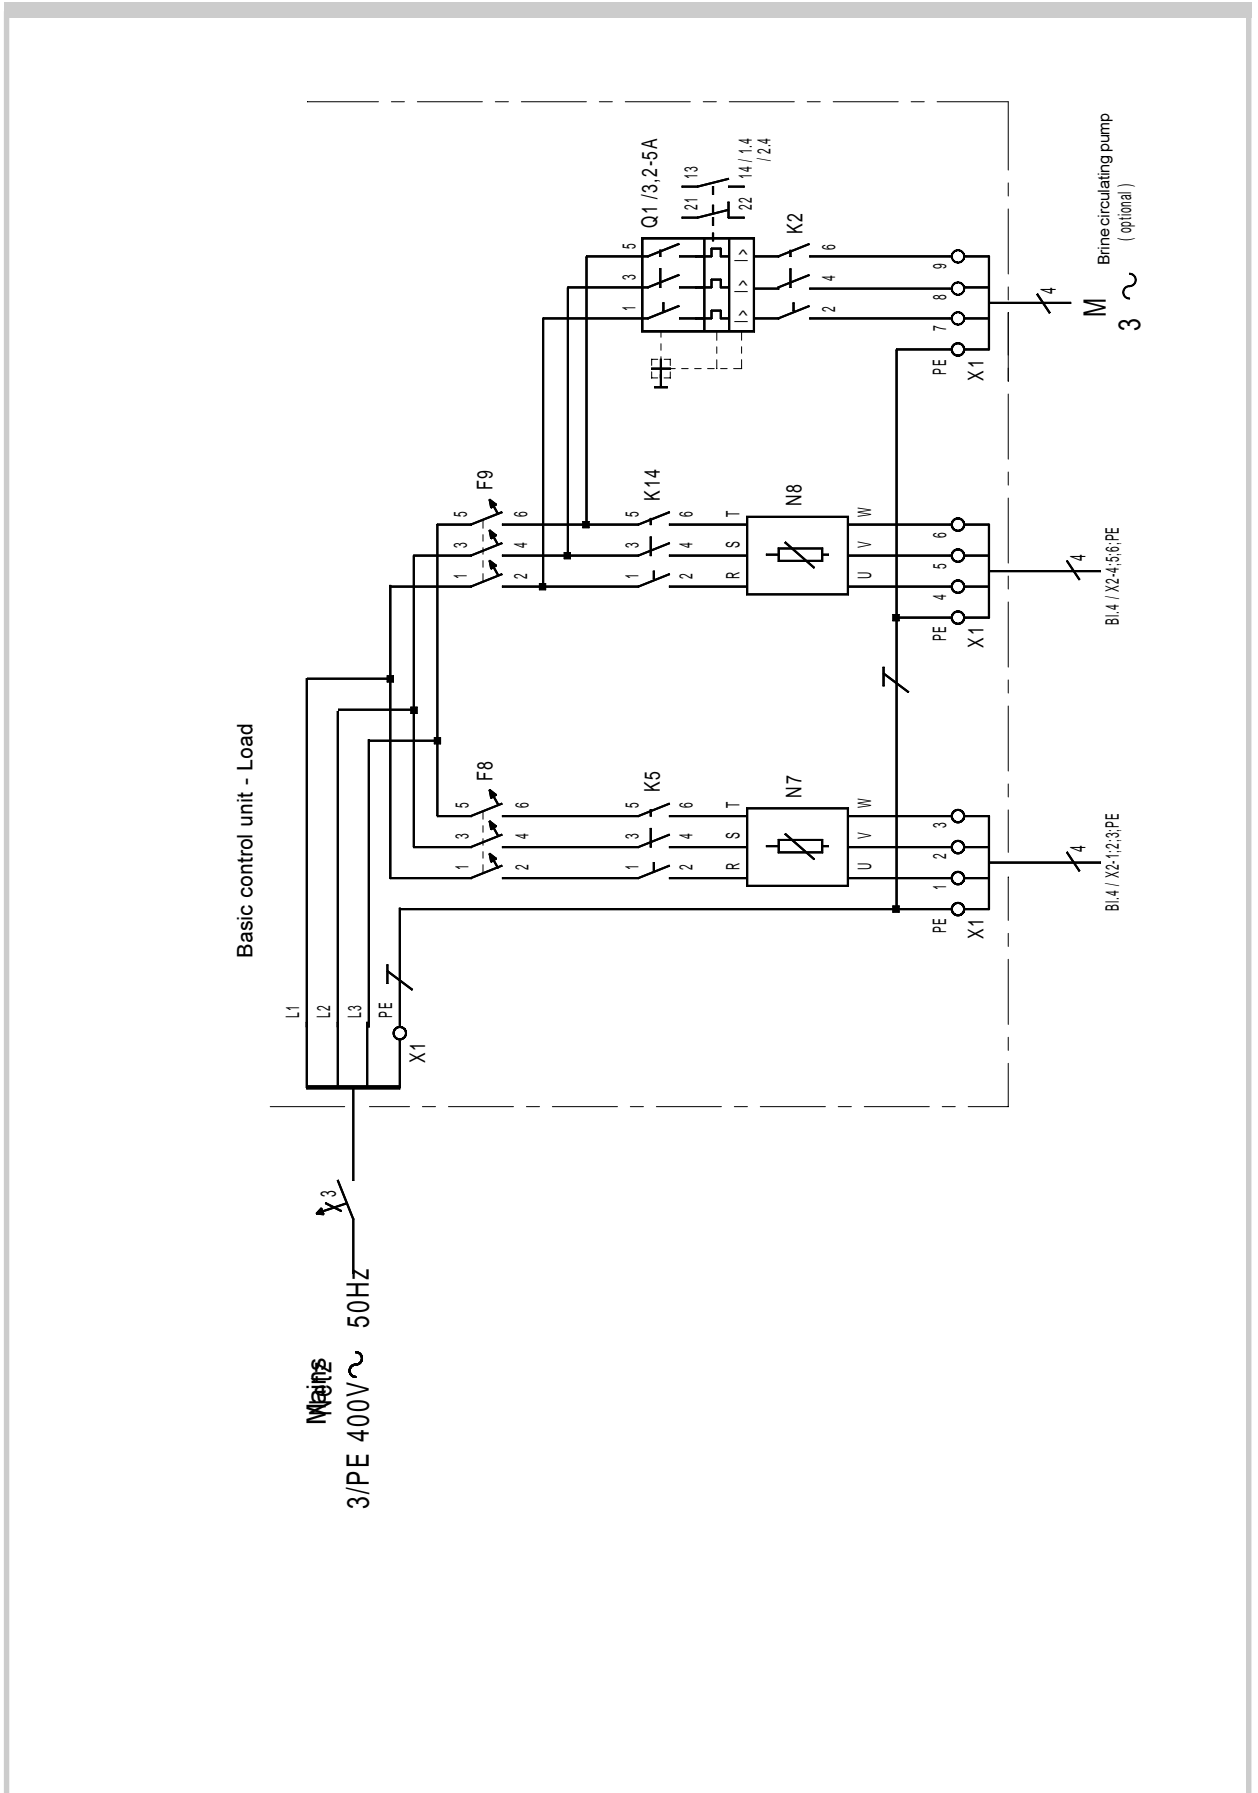 Basic control unit - Load
Mains
3/PE 400V~ 50Hz
3
L1
L2
L3
PE
X1
F8
1
3
5
2
4
6
K5
1
3
5
2
4
6
R
S
T
N7
U
V
W
PE
1
2
3
X1
4
Bl.4 / X2-1;2;3;PE
F9
1
3
5
2
4
6
K14
1
3
5
2
4
6
R
S
T
N8
U
V
W
PE
4
5
6
X1
4
Bl.4 / X2-4;5;6;PE
Q1 /3,2-5A
1
3
5
21
13
22
14 / 1.4
/ 2.4
I>
I>
I>
K2
2
4
6
PE
7
8
9
X1
4
M
3 ~
Brine circulating pump
( optional )